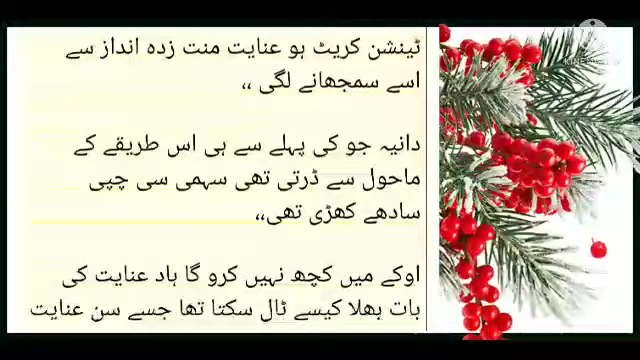 ٹینشن کریٹ ہو عنایت منت زدہ انداز سے
اسے سمجھانے لگی ،،
دانیہ جو کی پہلے سے ہی اس طریقے کے
ماحول سے ڈرتی تھی سہمی سی چپی
سادھے کھڑی تھی،،
اوکے میں کچھ نہیں کرو گا ہاد عنایت کی
بات بھلا کیسے ٹال سکتا تھا جسے سن عنایت